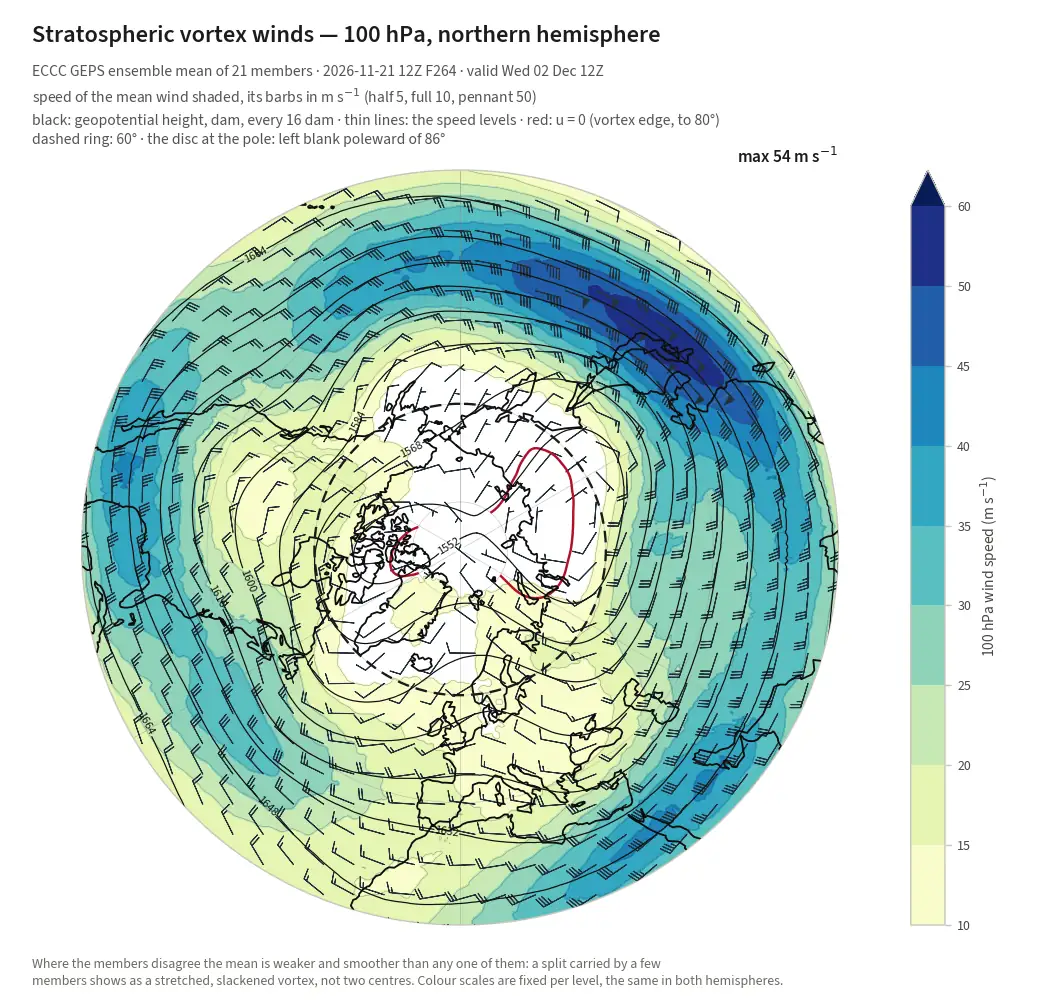 Stratospheric vortex winds — 100 hPa, northern hemisphere
ECCC GEPS ensemble mean of 21 members · 2026-11-21 12Z F264 · valid Wed 02 Dec 12Z
speed of the mean wind shaded, its barbs in m s⁻¹ (half 5, full 10, pennant 50)
black: geopotential height, dam, every 16 dam · thin lines: the speed levels · red: u = 0 (vortex edge, to 80°)
dashed ring: 60° · the disc at the pole: left blank poleward of 86°
max 54 m s⁻¹
60
50
45
40
35
30
25
20
15
10
100 hPa wind speed (m s⁻¹)
1584
1568
1552
1600
1664
1648
1632
Where the members disagree the mean is weaker and smoother than any one of them: a split carried by a few
members shows as a stretched, slackened vortex, not two centres. Colour scales are fixed per level, the same in both hemispheres.